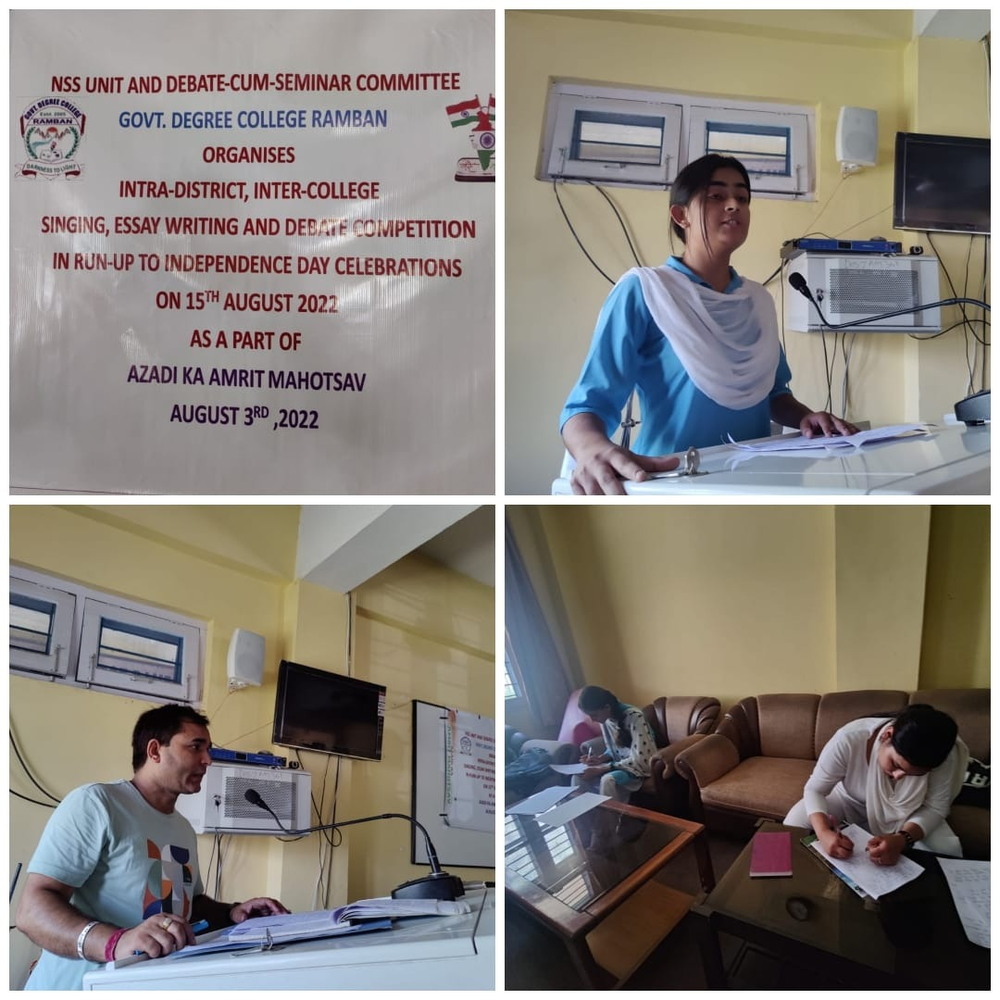 NSS UNIT AND DEBATE-CUM-SEMINAR COMMITTEE
GOVT. DEGREE COLLEGE RAMBAN
ORGANISES
INTRA-DISTRICT, INTER-COLLEGE
SINGING, ESSAY WRITING AND DEBATE COMPETITION
IN RUN-UP TO INDEPENDENCE DAY CELEBRATIONS
ON 15TH AUGUST 2022
AS A PART OF
AZADI KA AMRIT MAHOTSAV
AUGUST 3RD ,2022
GOVT. DEGREE COLLEGE
Estd. 2005
RAMBAN
DARKNESS TO LIGHT